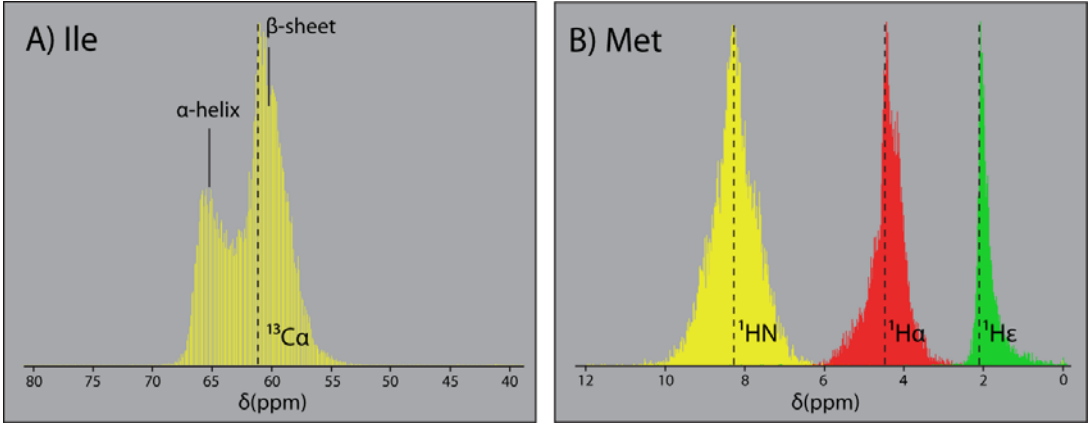 A) Ile
β-sheet
α-helix
¹³Cα
80 75 70 65 60 55 50 45 40
δ(ppm)
B) Met
¹HN ¹Hα ¹Hε
12 10 8 6 4 2 0
δ(ppm)